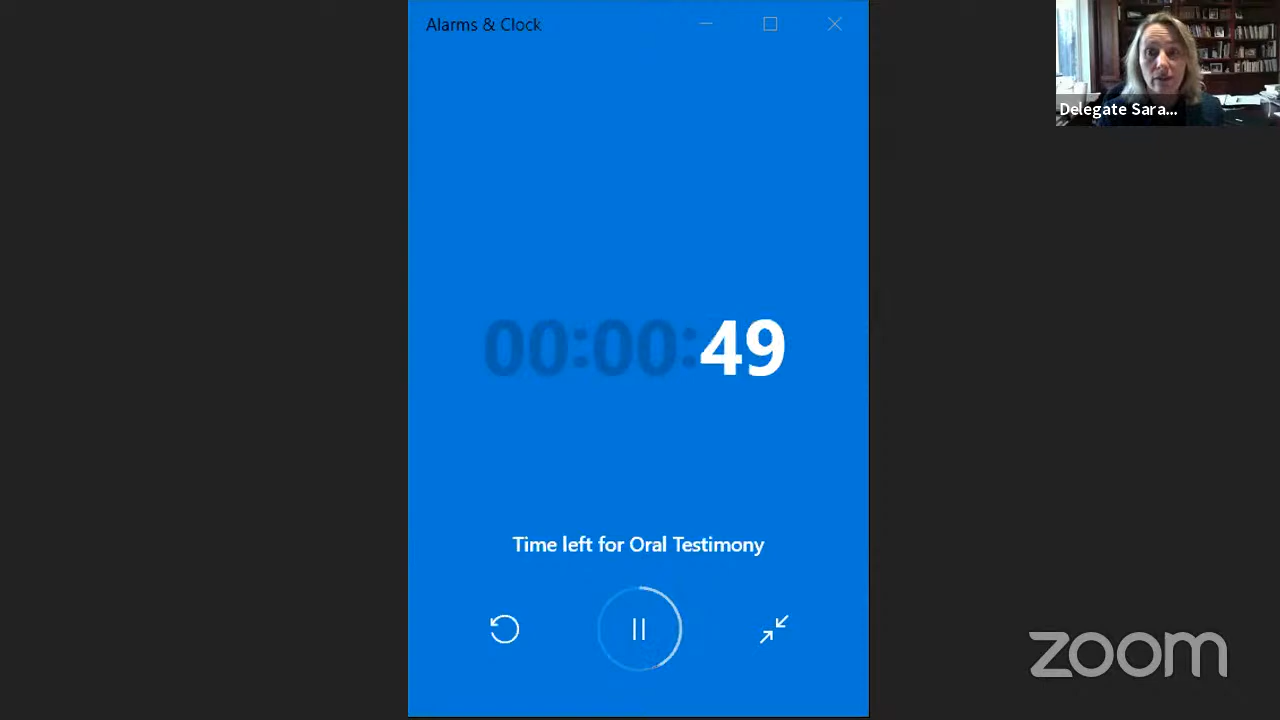 Alarms & Clock
Delegate Sara...
00:00:49
Time left for Oral Testimony
zoom